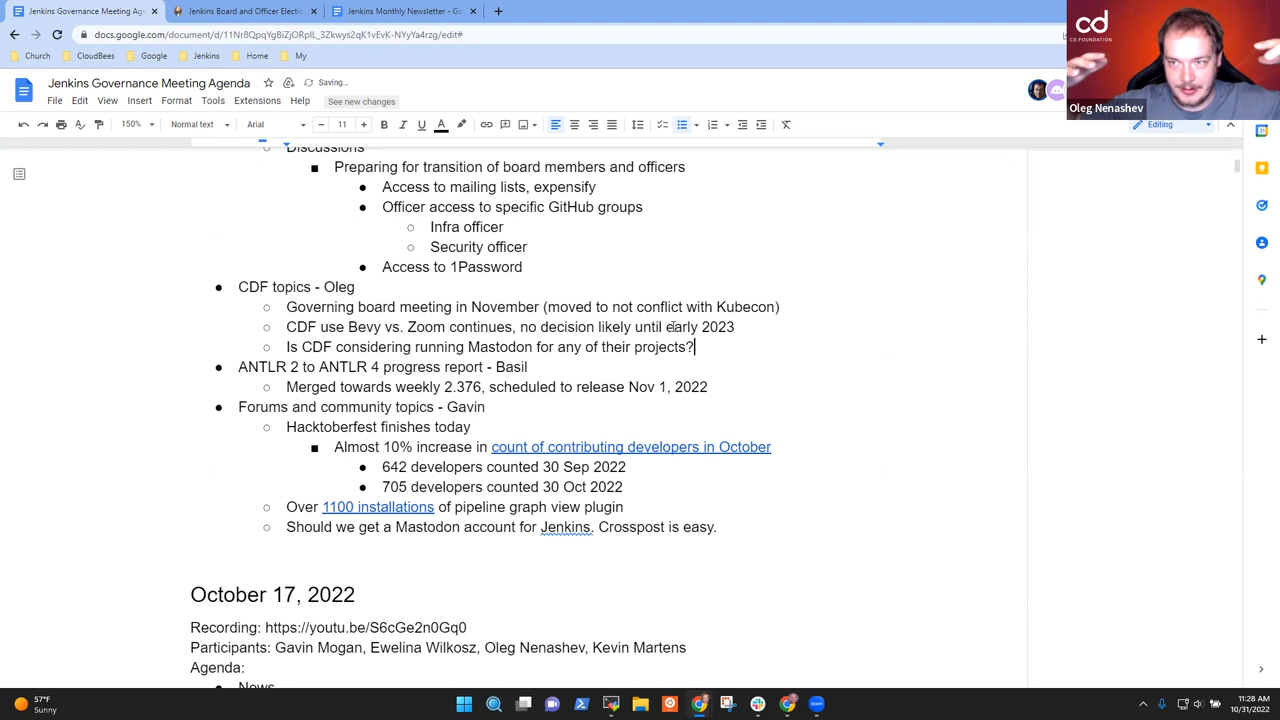 Jenkins Governance Meeting Age
Jenkins Board and Officer Electio
Jenkins Monthly Newsletter - Go
docs.google.com/document/d/11Nr8QpqYgBiZjORpIL_3Zkwys2qK1vEvK-NYyYa4rzg/edit#
Church
CloudBees
Google
Jenkins
Home
My
cd
CD FOUNDATION
Oleg Nenashev
Jenkins Governance Meeting Agenda
Saving...
File Edit View Insert Format Tools Extensions Help
See new changes
150% Normal text Arial 11
Editing
Discussions
Preparing for transition of board members and officers
Access to mailing lists, expensify
Officer access to specific GitHub groups
Infra officer
Security officer
Access to 1Password
CDF topics - Oleg
Governing board meeting in November (moved to not conflict with Kubecon)
CDF use Bevy vs. Zoom continues, no decision likely until early 2023
Is CDF considering running Mastodon for any of their projects?
ANTLR 2 to ANTLR 4 progress report - Basil
Merged towards weekly 2.376, scheduled to release Nov 1, 2022
Forums and community topics - Gavin
Hacktoberfest finishes today
Almost 10% increase in count of contributing developers in October
642 developers counted 30 Sep 2022
705 developers counted 30 Oct 2022
Over 1100 installations of pipeline graph view plugin
Should we get a Mastodon account for Jenkins. Crosspost is easy.
October 17, 2022
Recording: https://youtu.be/S6cGe2n0Gq0
Participants: Gavin Mogan, Ewelina Wilkosz, Oleg Nenashev, Kevin Martens
Agenda:
News
57°F
Sunny
11:28 AM
10/31/2022